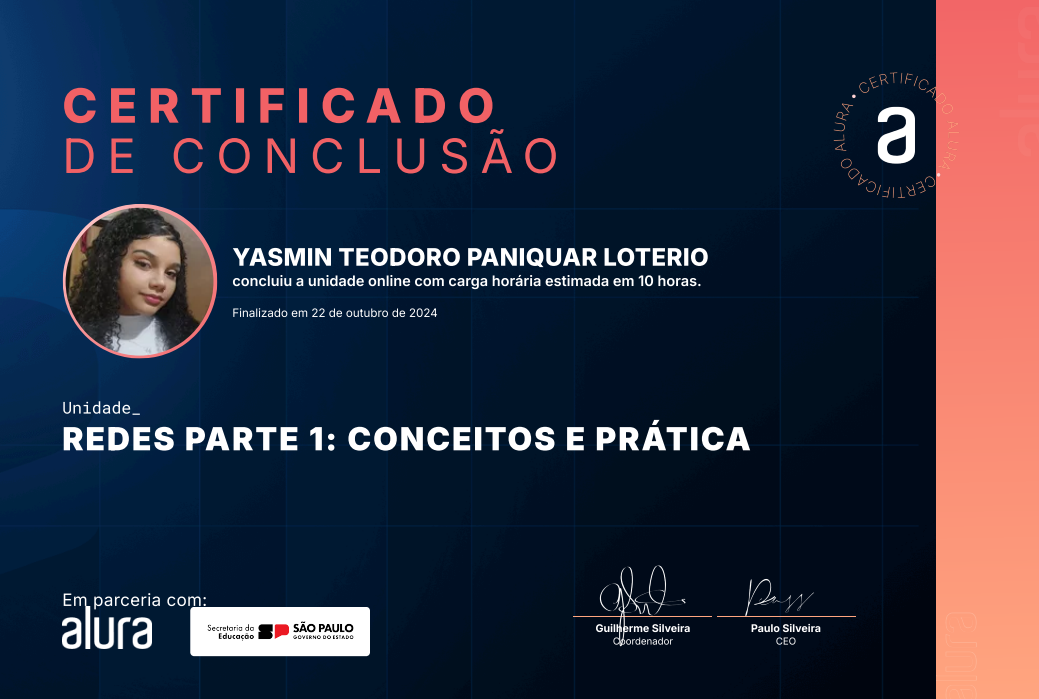 CERTIFICADO
DE CONCLUSÃO
CERTIFICADO ALURA • CERTIFICADO ALURA •
a
YASMIN TEODORO PANIQUAR LOTERIO
concluiu a unidade online com carga horária estimada em 10 horas.
Finalizado em 22 de outubro de 2024
Unidade_
REDES PARTE 1: CONCEITOS E PRÁTICA
Em parceria com:
alura
Secretaria da
Educação
SP
SÃO PAULO
GOVERNO DO ESTADO
Guilherme Silveira
Coordenador
Paulo Silveira
CEO
alura
alura